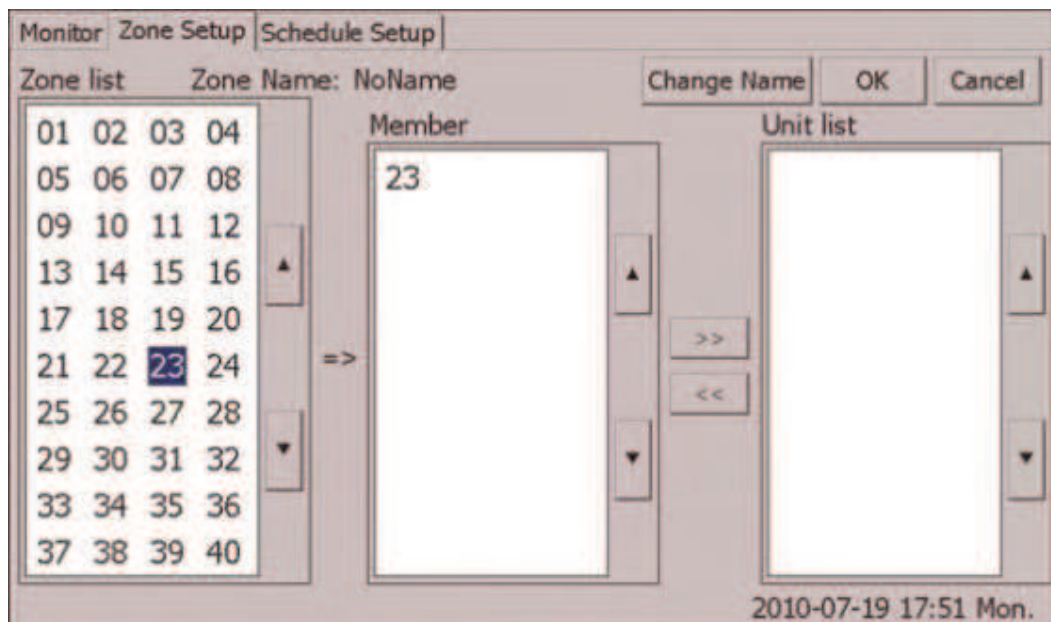 Monitor Zone Setup Schedule Setup
Zone list Zone Name: NoName Change Name OK Cancel
Member Unit list
01 02 03 04
05 06 07 08
09 10 11 12
13 14 15 16
17 18 19 20
21 22 23 24
25 26 27 28
29 30 31 32
33 34 35 36
37 38 39 40
=>
23
>>
<<
2010-07-19 17:51 Mon.